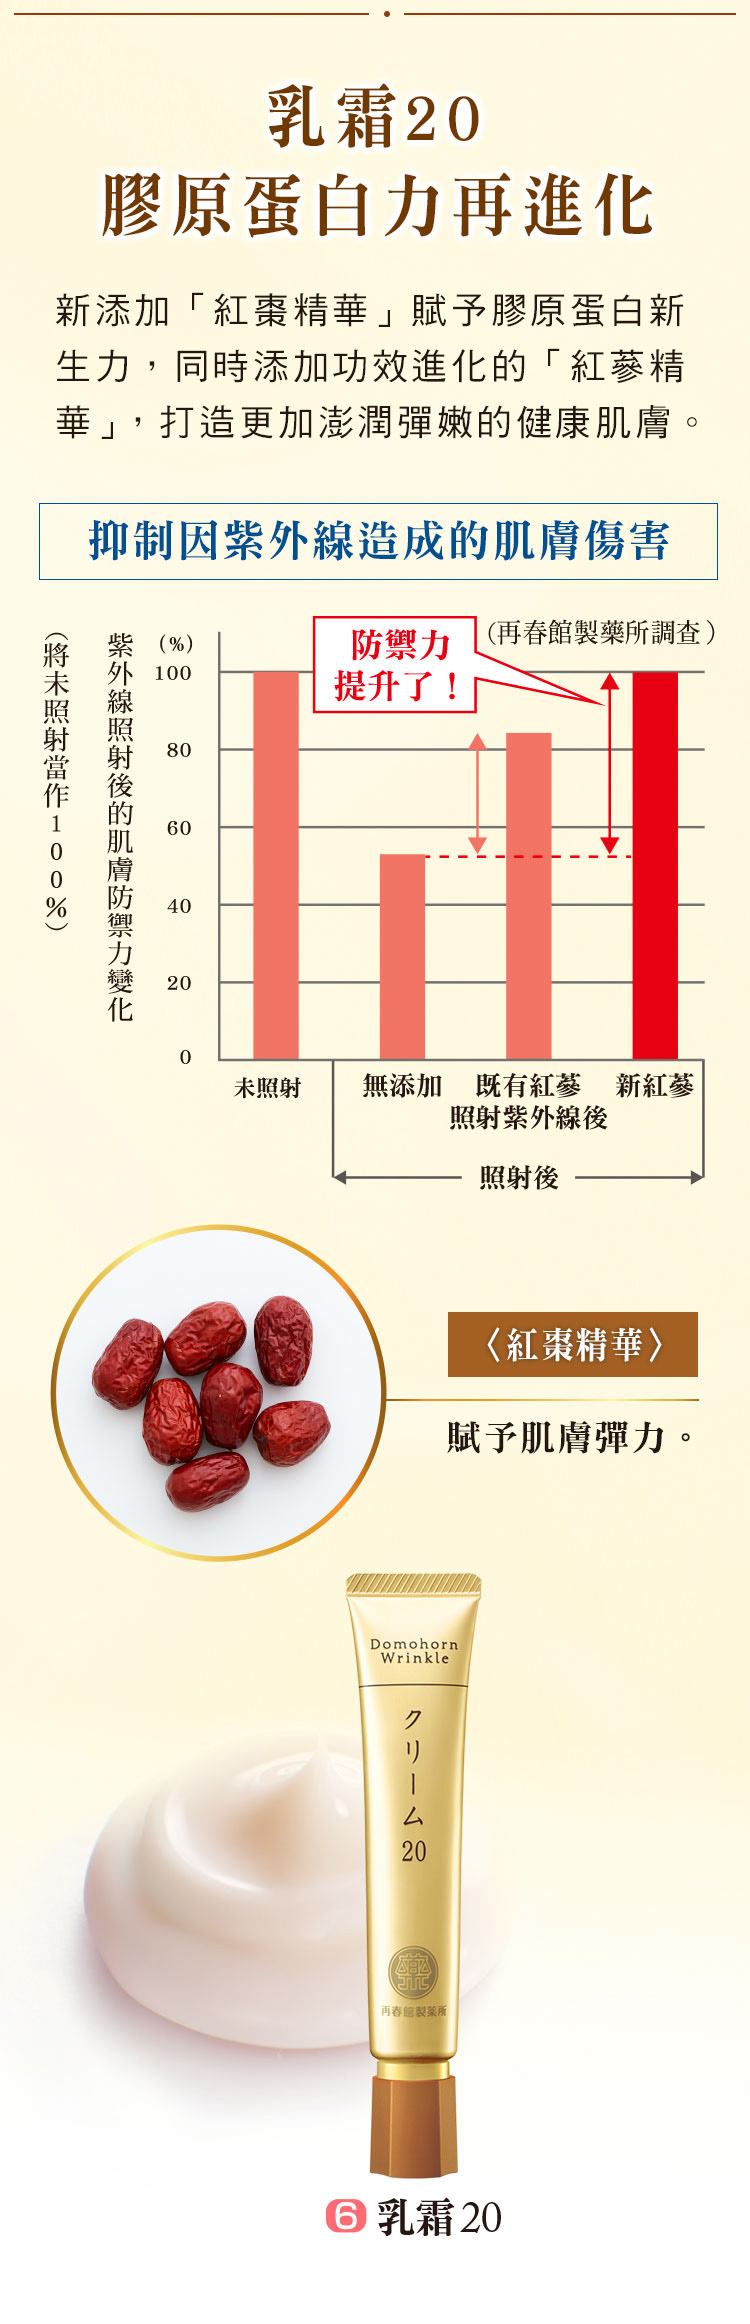 乳霜20
膠原蛋白力再進化
新添加「紅棗精華」賦予膠原蛋白新
生力，同時添加功效進化的「紅蔘精
華」，打造更加澎潤彈嫩的健康肌膚。
抑制因紫外線造成的肌膚傷害
(將未照射當作100%)
紫外線照射後的肌膚防禦力變化
(%)
100
80
60
40
20
0
防禦力
提升了！
(再春館製藥所調查)
未照射
無添加
既有紅蔘
新紅蔘
照射紫外線後
照射後
〈紅棗精華〉
賦予肌膚彈力。
Domohorn
Wrinkle
クリーム20
再春館製薬所
6 乳霜20